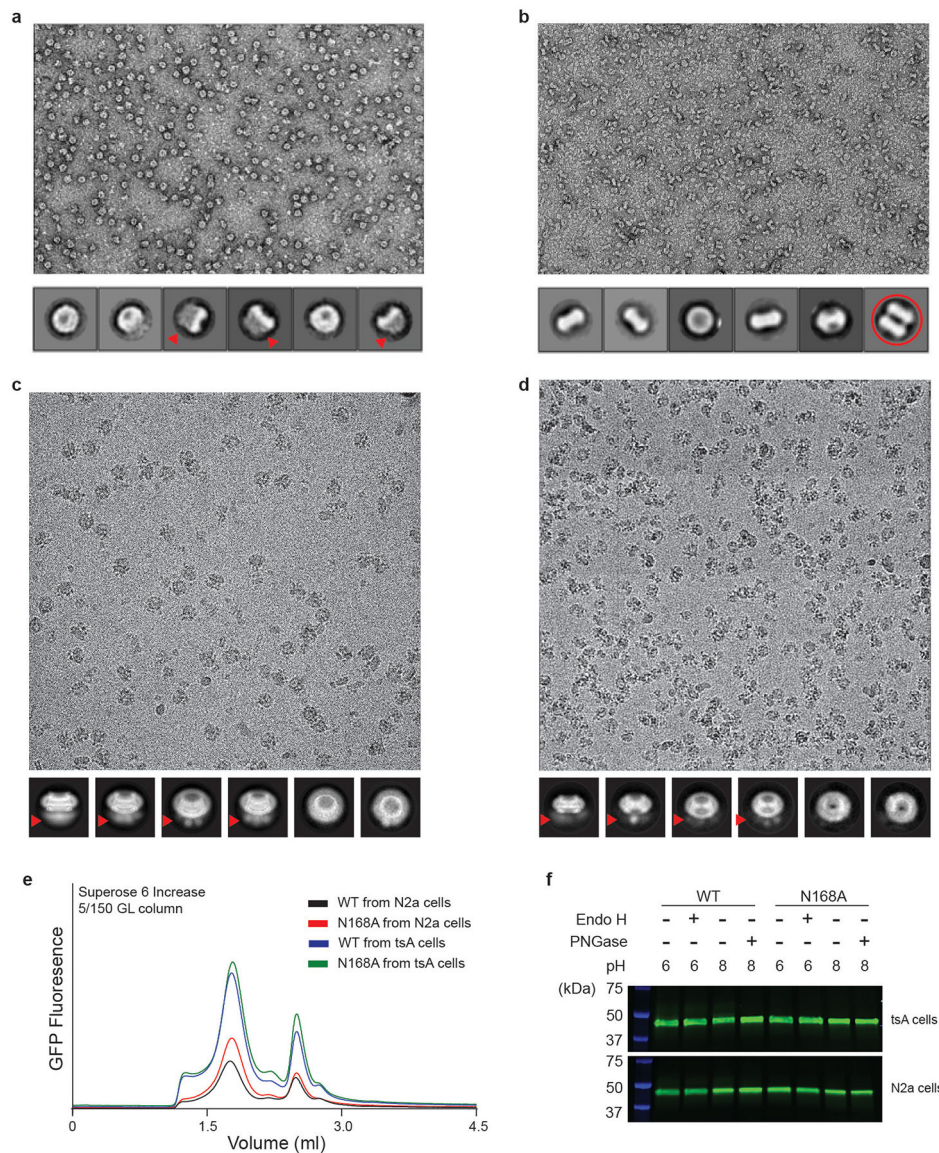 a
b
c
d
e
Superose 6 Increase
5/150 GL column
WT from N2a cells
N168A from N2a cells
WT from tsA cells
N168A from tsA cells
GFP Fluoresence
0
1.5
3.0
4.5
Volume (ml)
f
WT N168A
Endo H - + - - - + - -
PNGase - - - + - - - +
pH 6 6 8 8 6 6 8 8
(kDa)
75
50
37
tsA cells
75
50
37
N2a cells